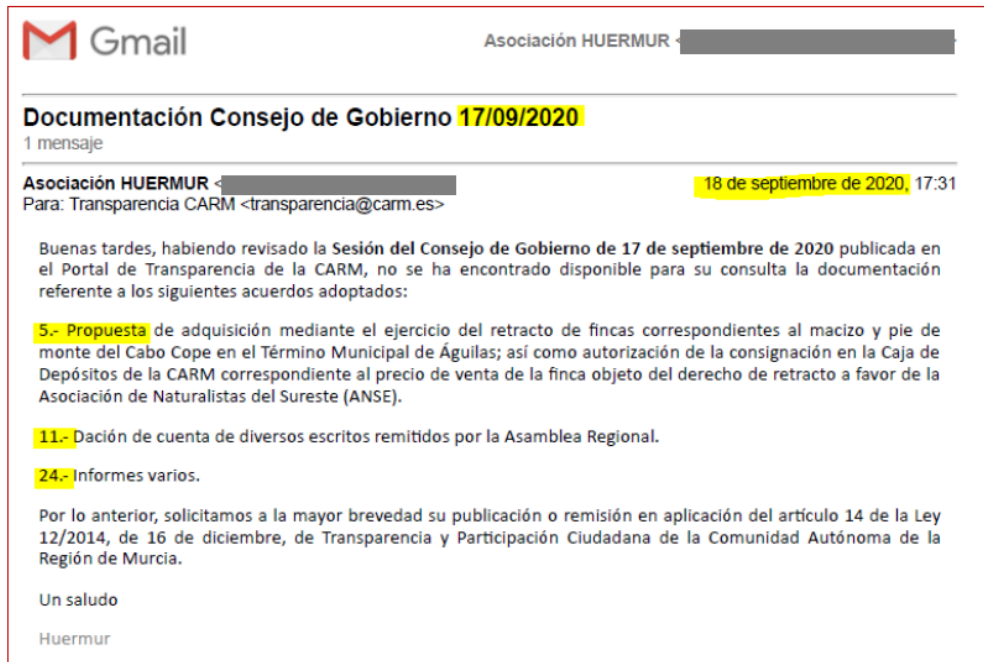 Gmail
Asociación HUERMUR <
Documentación Consejo de Gobierno 17/09/2020
1 mensaje
Asociación HUERMUR <
18 de septiembre de 2020, 17:31
Para: Transparencia CARM <transparencia@carm.es>
Buenas tardes, habiendo revisado la Sesión del Consejo de Gobierno de 17 de septiembre de 2020 publicada en
el Portal de Transparencia de la CARM, no se ha encontrado disponible para su consulta la documentación
referente a los siguientes acuerdos adoptados:
5.- Propuesta de adquisición mediante el ejercicio del retracto de fincas correspondientes al macizo y pie de
monte del Cabo Cope en el Término Municipal de Águilas; así como autorización de la consignación en la Caja de
Depósitos de la CARM correspondiente al precio de venta de la finca objeto del derecho de retracto a favor de la
Asociación de Naturalistas del Sureste (ANSE).
11.- Dación de cuenta de diversos escritos remitidos por la Asamblea Regional.
24.- Informes varios.
Por lo anterior, solicitamos a la mayor brevedad su publicación o remisión en aplicación del artículo 14 de la Ley
12/2014, de 16 de diciembre, de Transparencia y Participación Ciudadana de la Comunidad Autónoma de la
Región de Murcia.
Un saludo
Huermur